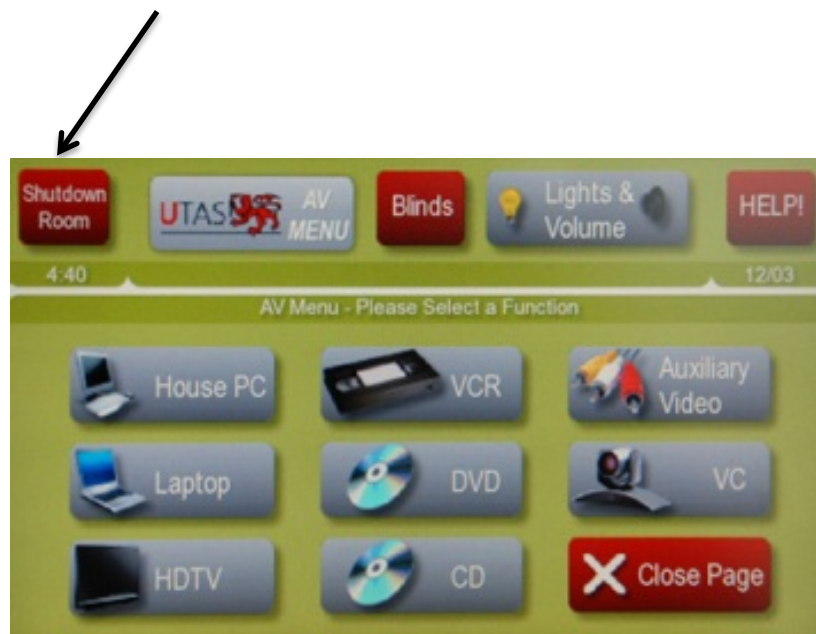 Shutdown
Room
UTAS
AV
MENU
Blinds
Lights &
Volume
HELP!
4:40
12/03
AV Menu - Please Select a Function
House PC
VCR
Auxiliary
Video
Laptop
DVD
VC
HDTV
CD
Close Page